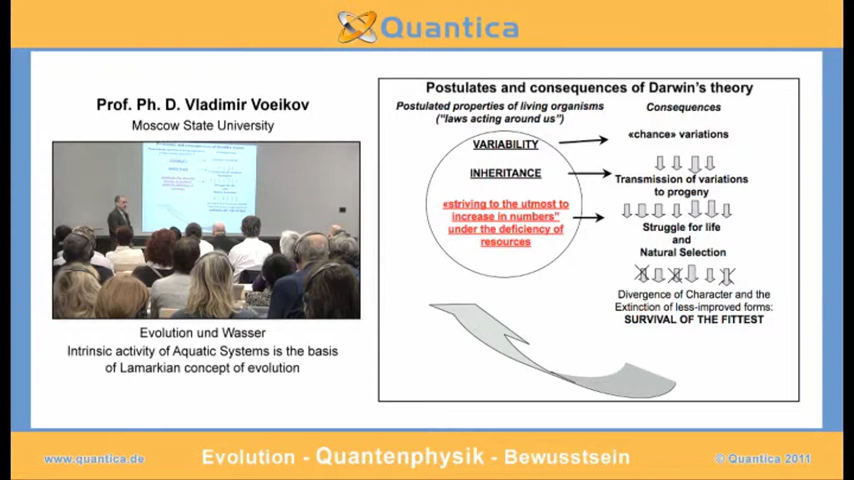 Quantica
Prof. Ph. D. Vladimir Voeikov
Moscow State University
Evolution und Wasser
Intrinsic activity of Aquatic Systems is the basis
of Lamarkian concept of evolution
Postulates and consequences of Darwin's theory
Postulated properties of living organisms
("laws acting around us")
Consequences
VARIABILITY
«chance» variations
INHERITANCE
Transmission of variations
to progeny
«striving to the utmost to
increase in numbers"
under the deficiency of
resources
Struggle for life
and
Natural Selection
Divergence of Character and the
Extinction of less-improved forms:
SURVIVAL OF THE FITTEST
www.quantica.de
Evolution - Quantenphysik - Bewusstsein
© Quantica 2011